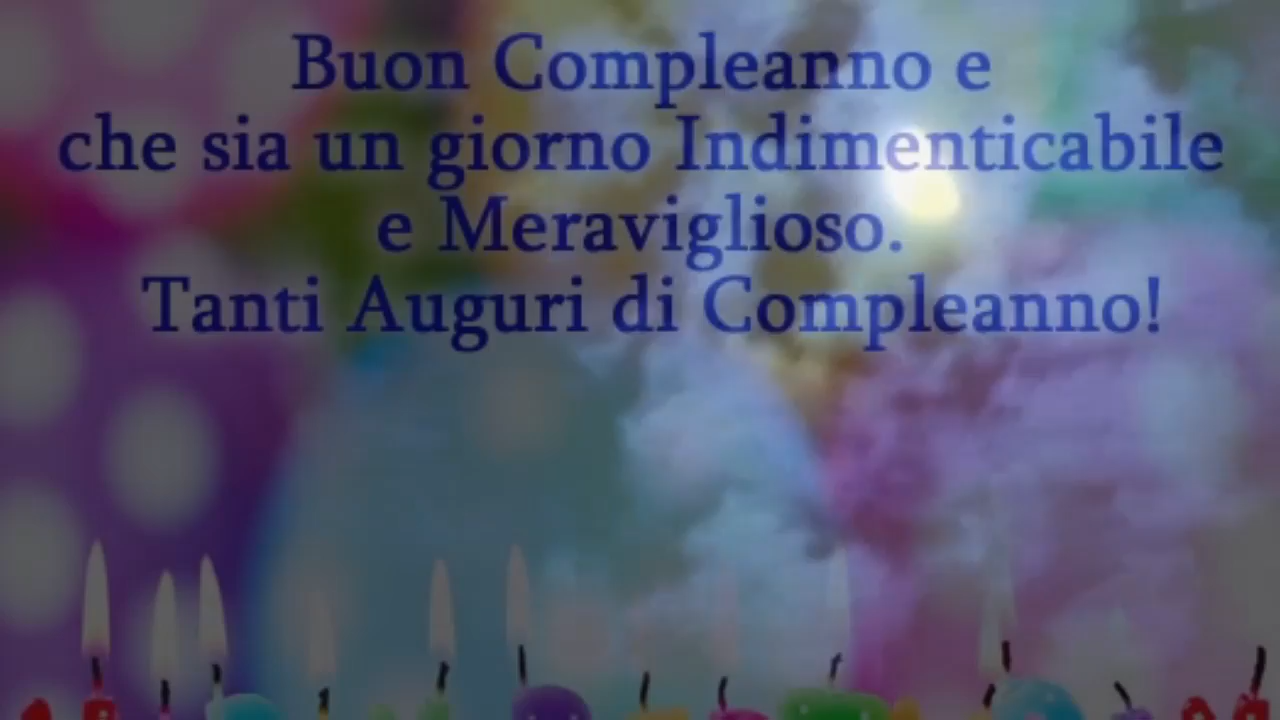 Buon Compleanno e
che sia un giorno Indimenticabile
e Meraviglioso.
Tanti Auguri di Compleanno!